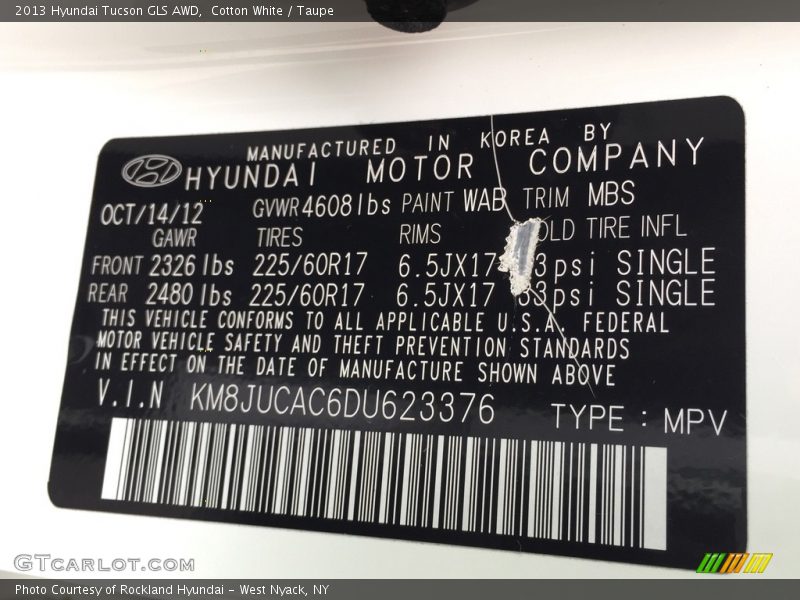 2013 Hyundai Tucson GLS AWD, Cotton White / Taupe
MANUFACTURED IN KOREA BY
HYUNDAI MOTOR COMPANY
OCT/14/12 GVWR 4608lbs PAINT WAB TRIM MBS
GAWR TIRES RIMS OLD TIRE INFL
FRONT 2326 lbs 225/60R17 6.5JX17 3psi SINGLE
REAR 2480 lbs 225/60R17 6.5JX17 33psi SINGLE
THIS VEHICLE CONFORMS TO ALL APPLICABLE U.S.A. FEDERAL
MOTOR VEHICLE SAFETY AND THEFT PREVENTION STANDARDS
IN EFFECT ON THE DATE OF MANUFACTURE SHOWN ABOVE
V.I.N KM8JUCAC6DU623376 TYPE : MPV
GTCARLOT.COM
Photo Courtesy of Rockland Hyundai - West Nyack, NY